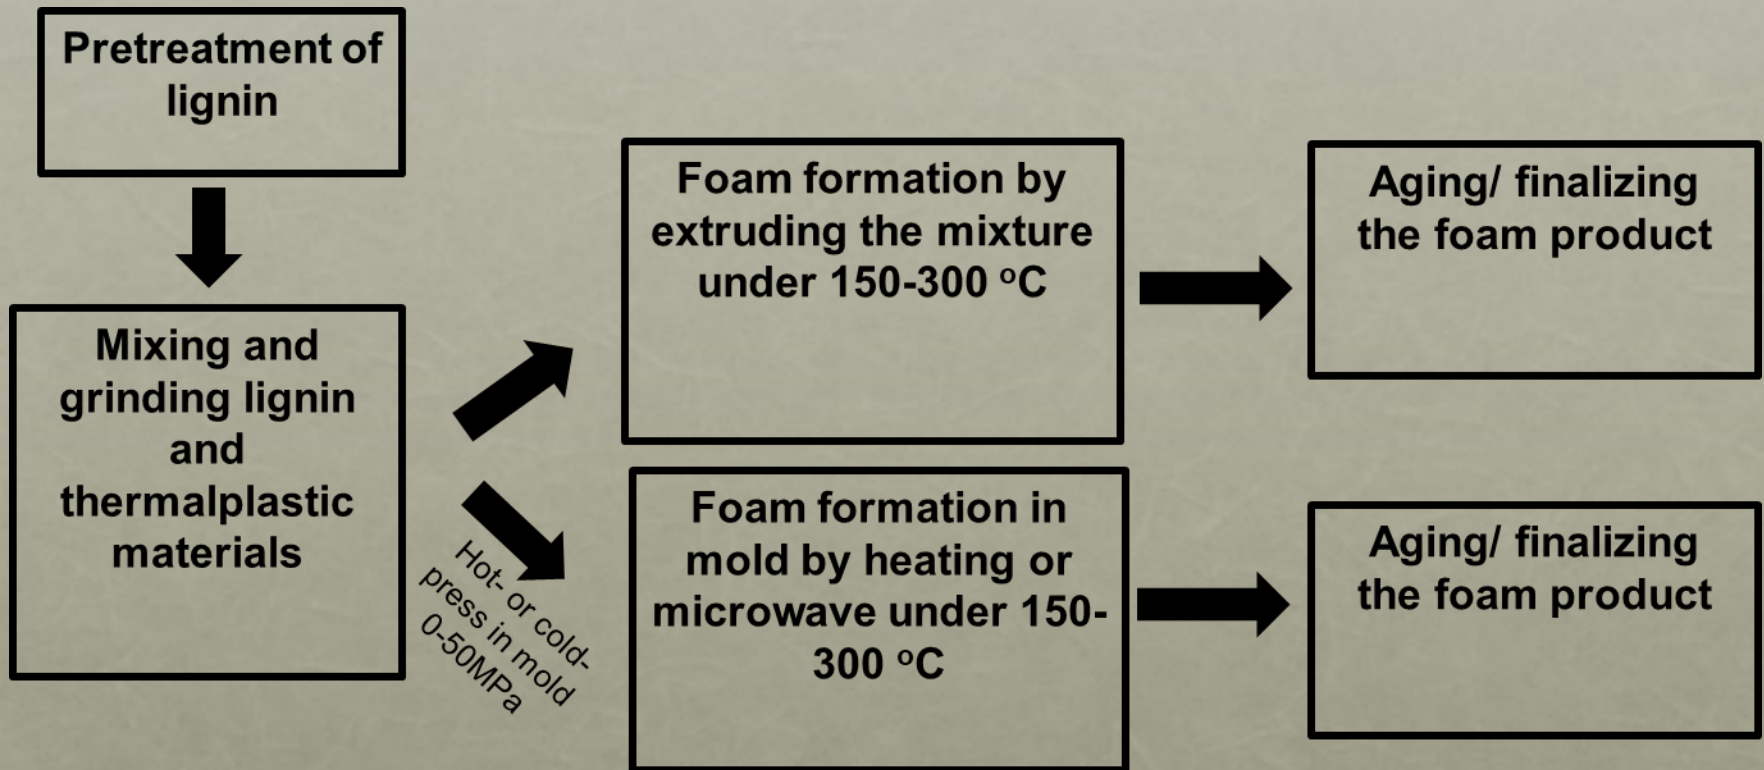 Pretreatment of
lignin
Mixing and
grinding lignin
and
thermalplastic
materials
Hot- or cold-
press in mold
0-50MPa
Foam formation by
extruding the mixture
under 150-300 ºC
Aging/ finalizing
the foam product
Foam formation in
mold by heating or
microwave under 150-
300 ºC
Aging/ finalizing
the foam product